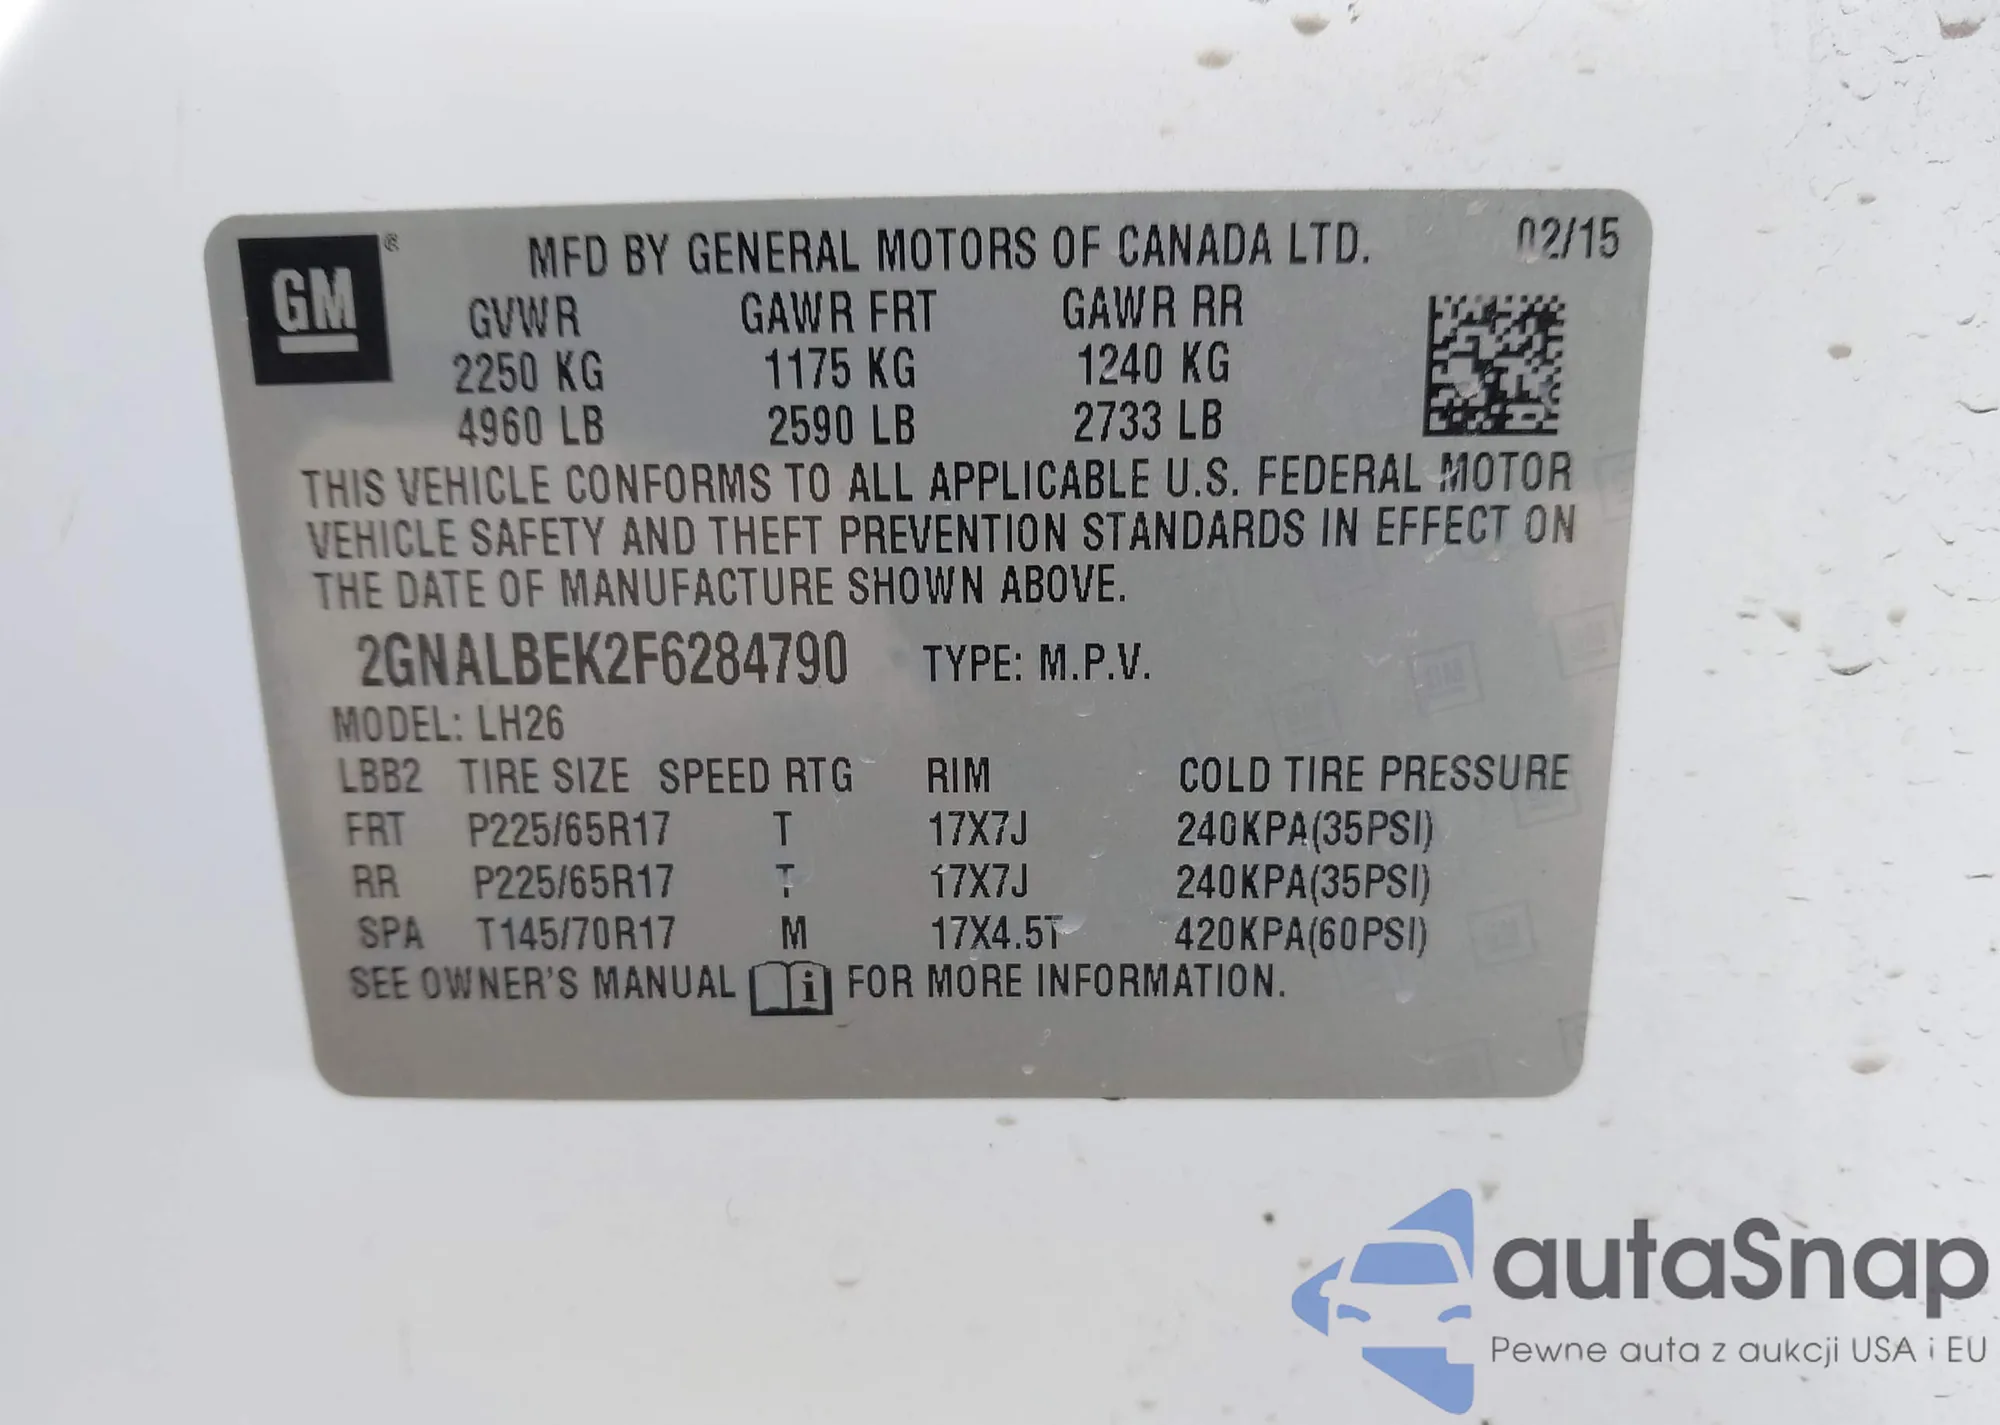 GM ® MFD BY GENERAL MOTORS OF CANADA LTD. 02/15
GVWR GAWR FRT GAWR RR
2250 KG 1175 KG 1240 KG
4960 LB 2590 LB 2733 LB
THIS VEHICLE CONFORMS TO ALL APPLICABLE U.S. FEDERAL MOTOR
VEHICLE SAFETY AND THEFT PREVENTION STANDARDS IN EFFECT ON
THE DATE OF MANUFACTURE SHOWN ABOVE.
2GNALBEK2F6284790 TYPE: M.P.V.
MODEL: LH26
LBB2 TIRE SIZE SPEED RTG RIM COLD TIRE PRESSURE
FRT P225/65R17 T 17X7J 240KPA(35PSI)
RR P225/65R17 T 17X7J 240KPA(35PSI)
SPA T145/70R17 M 17X4.5T 420KPA(60PSI)
SEE OWNER'S MANUAL i FOR MORE INFORMATION.
autaSnap
Pewne auta z aukcji USA i EU